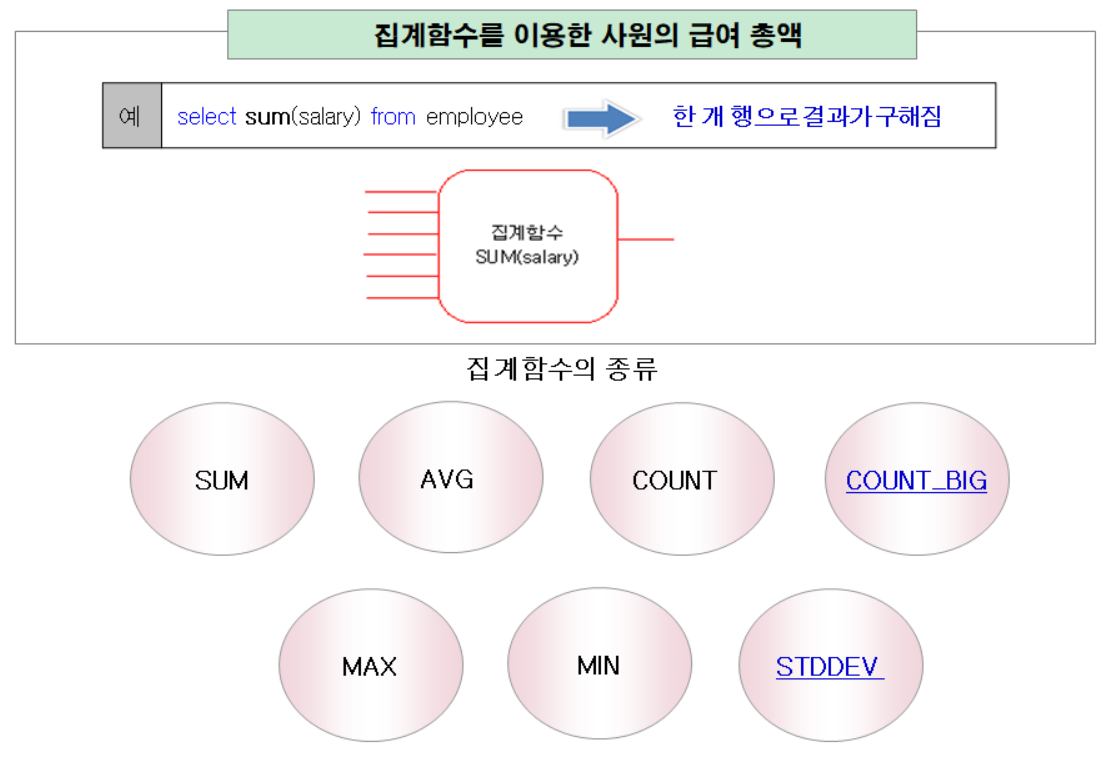 집계함수를 이용한 사원의 급여 총액
예 select sum(salary) from employee 한 개 행으로 결과가 구해짐
집계함수
SUM(salary)
집계함수의 종류
SUM AVG COUNT COUNT_BIG
MAX MIN STDDEV